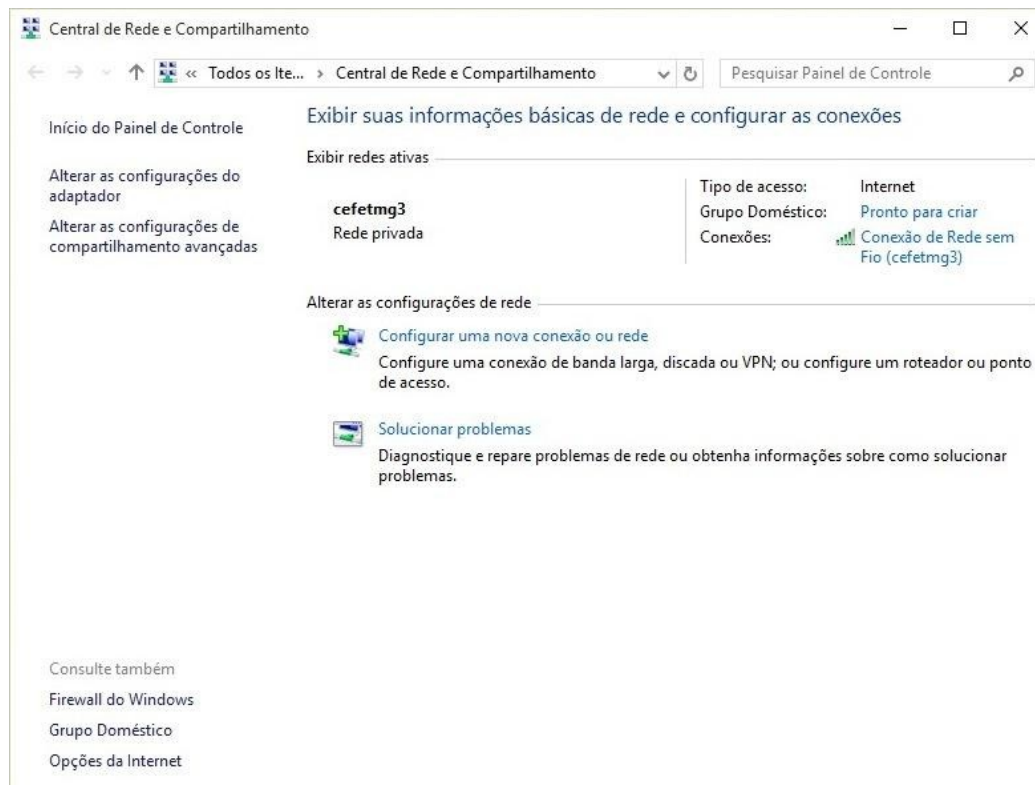 Central de Rede e Compartilhamento
« Todos os Ite... › Central de Rede e Compartilhamento
Pesquisar Painel de Controle
Início do Painel de Controle
Alterar as configurações do
adaptador
Alterar as configurações de
compartilhamento avançadas
Exibir suas informações básicas de rede e configurar as conexões
Exibir redes ativas
cefetmg3
Rede privada
Tipo de acesso: Internet
Grupo Doméstico: Pronto para criar
Conexões: Conexão de Rede sem
Fio (cefetmg3)
Alterar as configurações de rede
Configurar uma nova conexão ou rede
Configure uma conexão de banda larga, discada ou VPN; ou configure um roteador ou ponto
de acesso.
Solucionar problemas
Diagnostique e repare problemas de rede ou obtenha informações sobre como solucionar
problemas.
Consulte também
Firewall do Windows
Grupo Doméstico
Opções da Internet